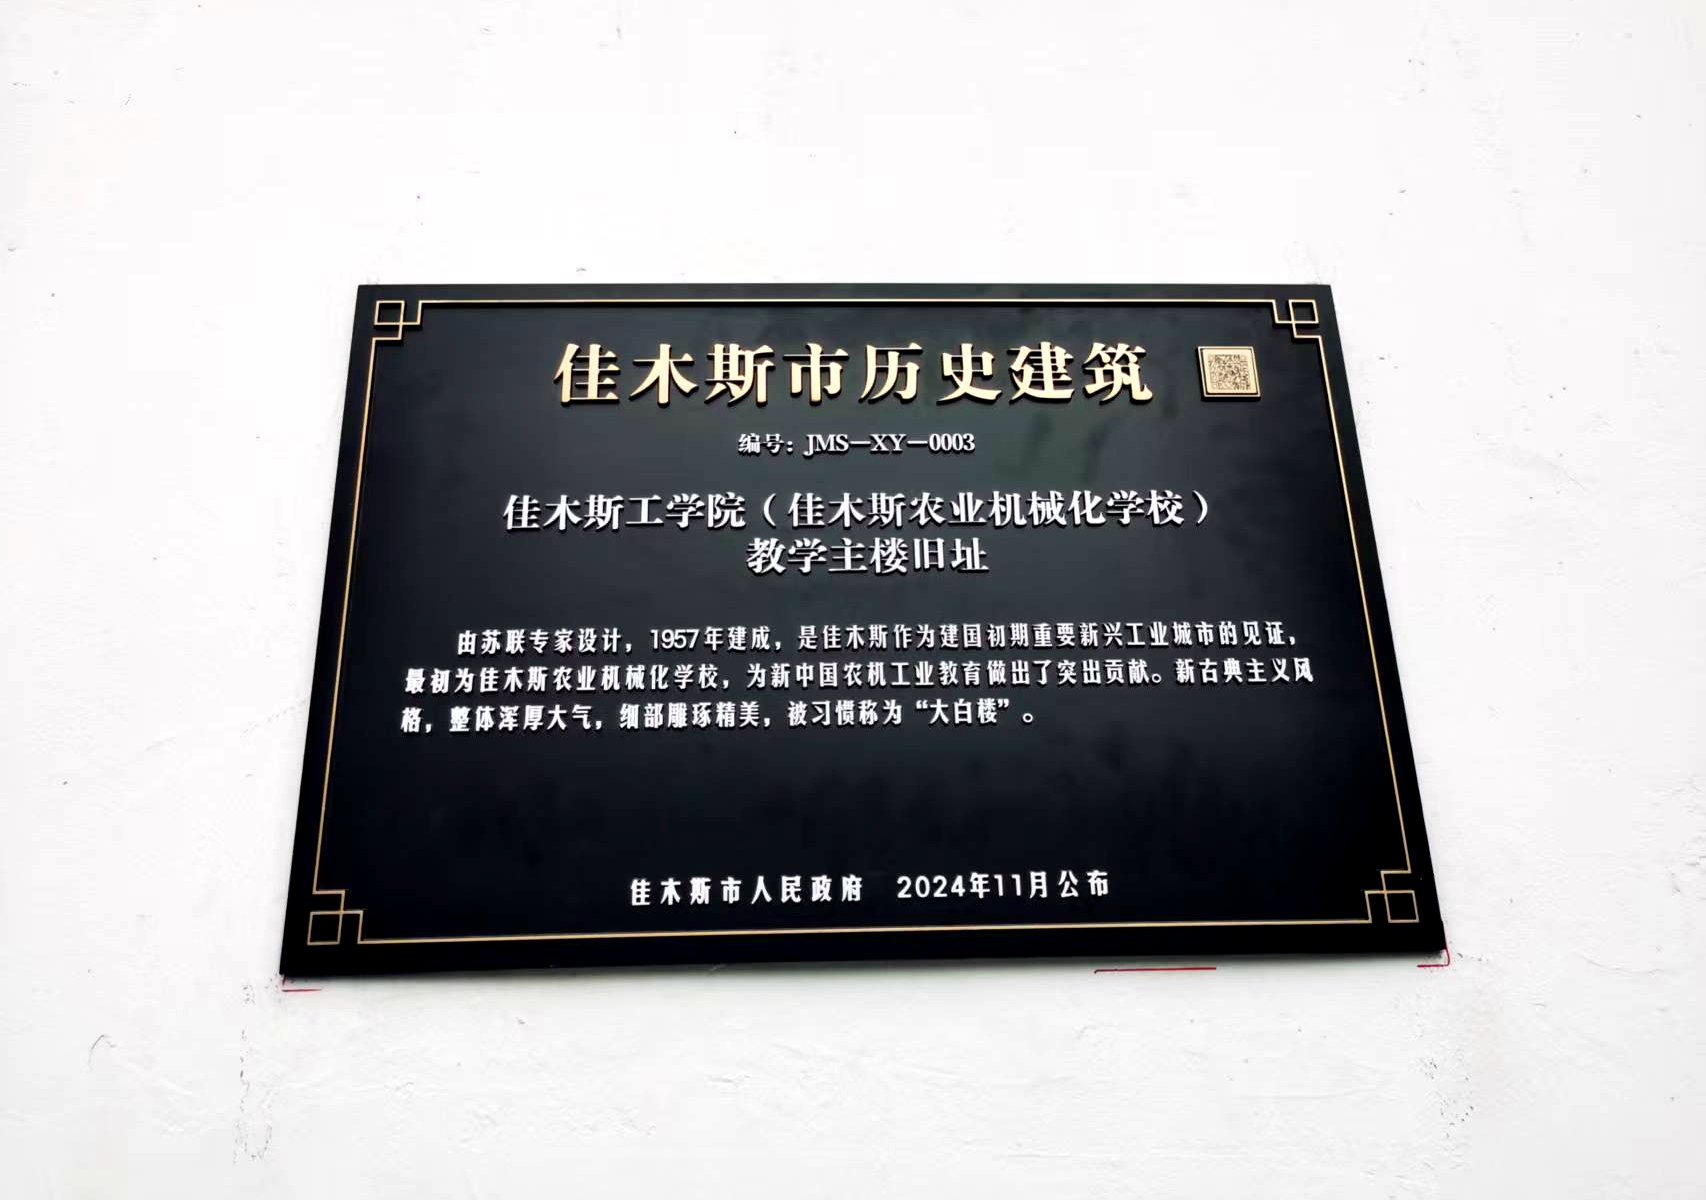 佳木斯市历史建筑
编号：JMS—XY—0003
佳木斯工学院（佳木斯农业机械化学校）
教学主楼旧址
由苏联专家设计，1957年建成，是佳木斯作为建国初期重要新兴工业城市的见证，
最初为佳木斯农业机械化学校，为新中国农机工业教育做出了突出贡献。新古典主义风
格，整体浑厚大气，细部雕琢精美，被习惯称为“大白楼”。
佳木斯市人民政府 2024年11月公布